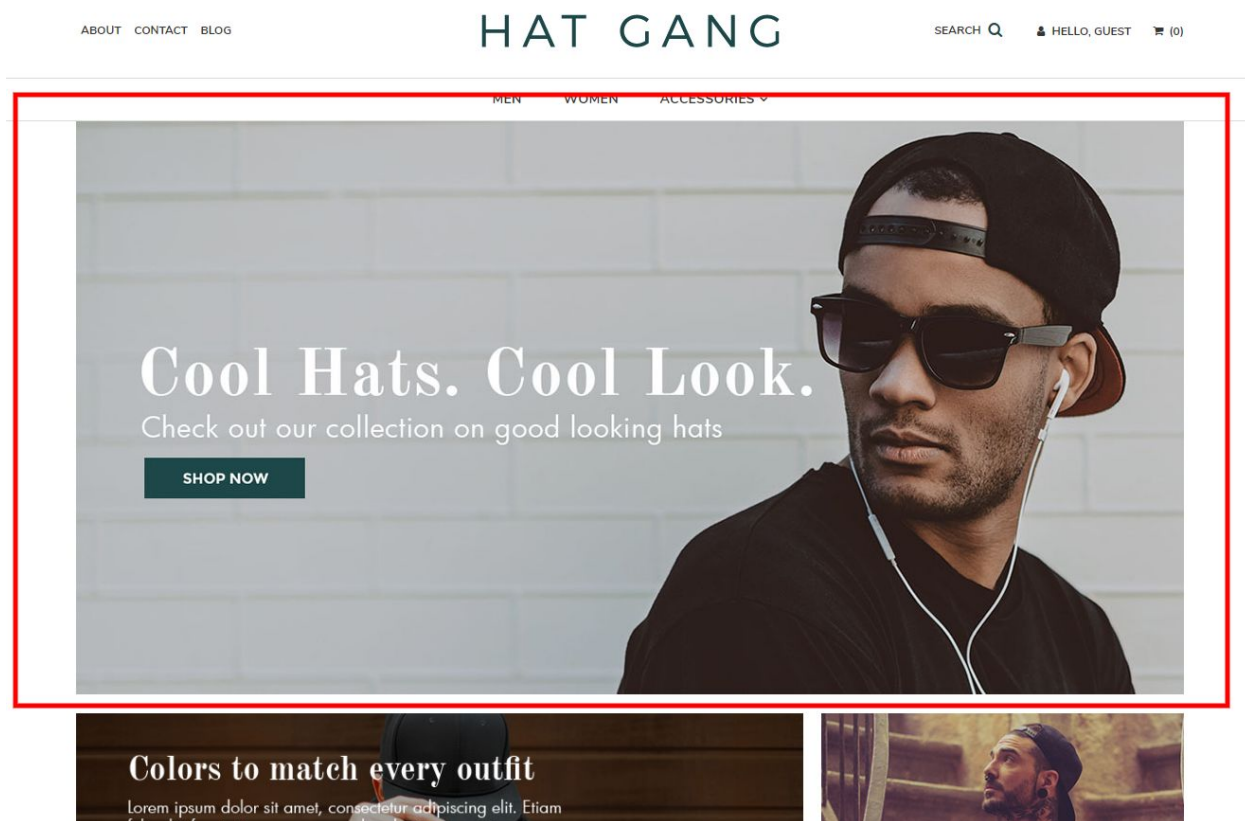 ABOUT CONTACT BLOG
HAT GANG
SEARCH
HELLO, GUEST
(0)
MEN WOMEN ACCESSORIES
Cool Hats. Cool Look.
Check out our collection on good looking hats
SHOP NOW
Colors to match every outfit
Lorem ipsum dolor sit amet, consectetur adipiscing elit. Etiam